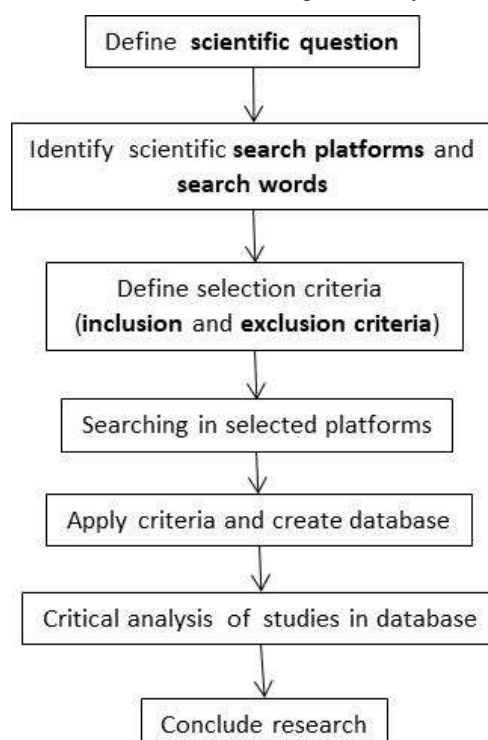 Define scientific question
Identify scientific search platforms and
search words
Define selection criteria
(inclusion and exclusion criteria)
Searching in selected platforms
Apply criteria and create database
Critical analysis of studies in database
Conclude research